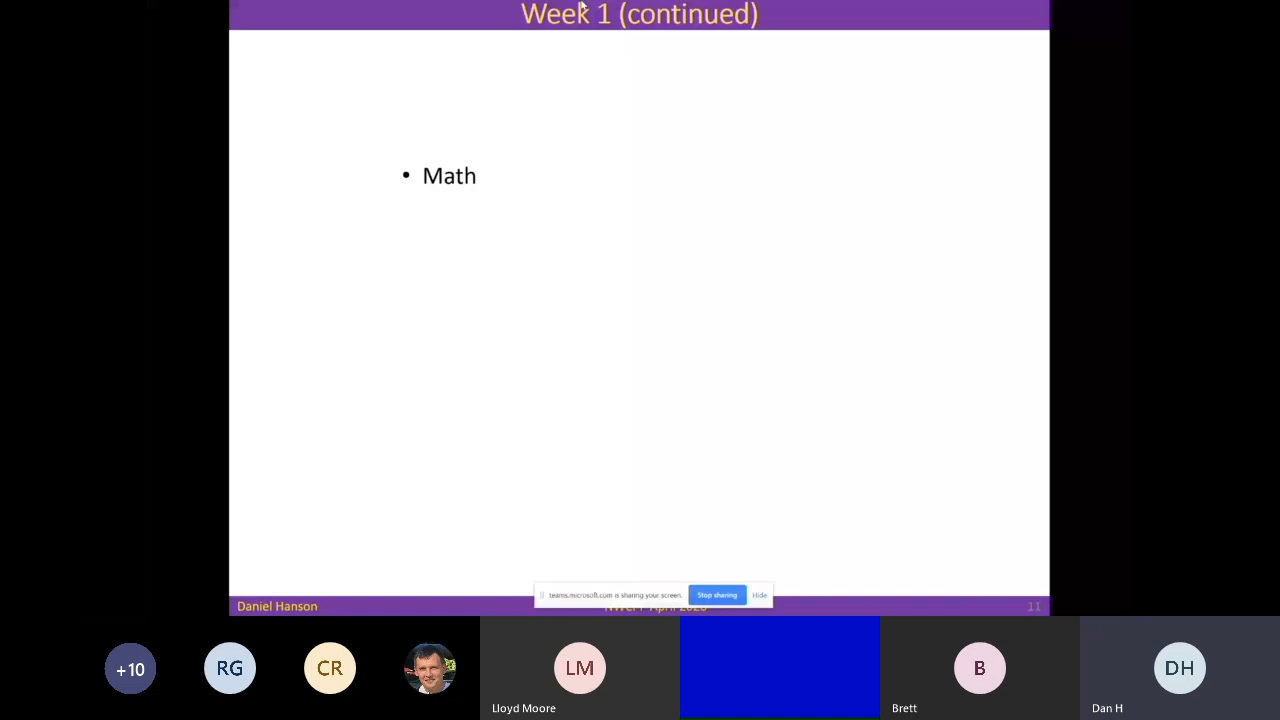 Week 1 (continued)
• Math
teams.microsoft.com is sharing your screen.
Stop sharing
Hide
Daniel Hanson
11
+10
RG
CR
LM
B
DH
Lloyd Moore
Brett
Dan H